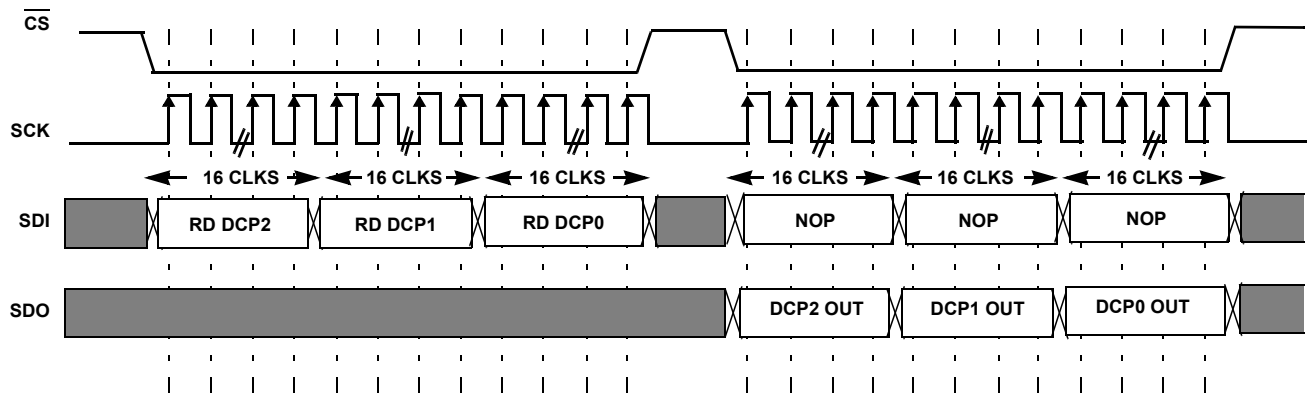 CS
SCK
16 CLKS 16 CLKS 16 CLKS 16 CLKS 16 CLKS 16 CLKS
SDI RD DCP2 RD DCP1 RD DCP0 NOP NOP NOP
SDO DCP2 OUT DCP1 OUT DCP0 OUT